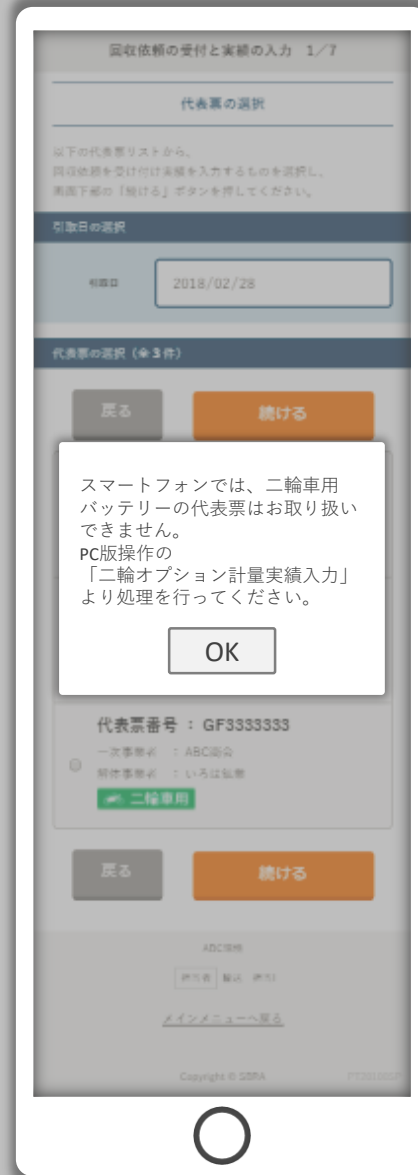 回収依頼の受付と実績の入力 1／7
代表票の選択
以下の代表票リストから、
回収依頼を受け付け実績を入力するものを選択し、
画面下部の「続ける」ボタンを押してください。
引取日の選択
引取日
2018/02/28
代表票の選択（全3件）
戻る
続ける
スマートフォンでは、二輪車用
バッテリーの代表票はお取り扱い
できません。
PC版操作の
「二輪オプション計量実績入力」
より処理を行ってください。
OK
代表票番号 : GF3333333
一次事業者 : ABC商会
解体事業者 :
二輪車用
戻る
続ける
メインメニューへ戻る
Copyright © SBRA